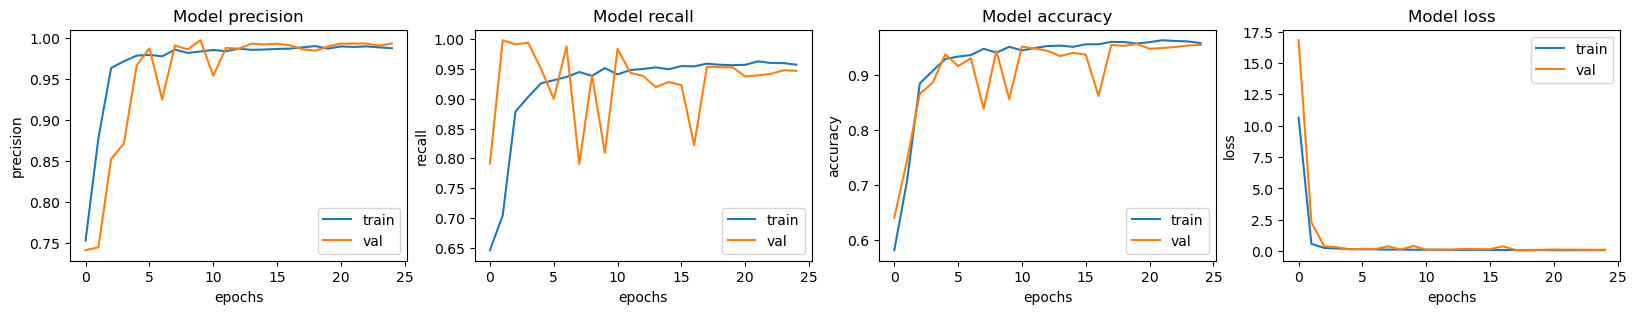 Model precision
precision
1.00
0.95
0.90
0.85
0.80
0.75
0 5 10 15 20 25
epochs
train
val
Model recall
recall
1.00
0.95
0.90
0.85
0.80
0.75
0.70
0.65
0 5 10 15 20 25
epochs
train
val
Model accuracy
accuracy
0.9
0.8
0.7
0.6
0 5 10 15 20 25
epochs
train
val
Model loss
loss
17.5
15.0
12.5
10.0
7.5
5.0
2.5
0.0
0 5 10 15 20 25
epochs
train
val